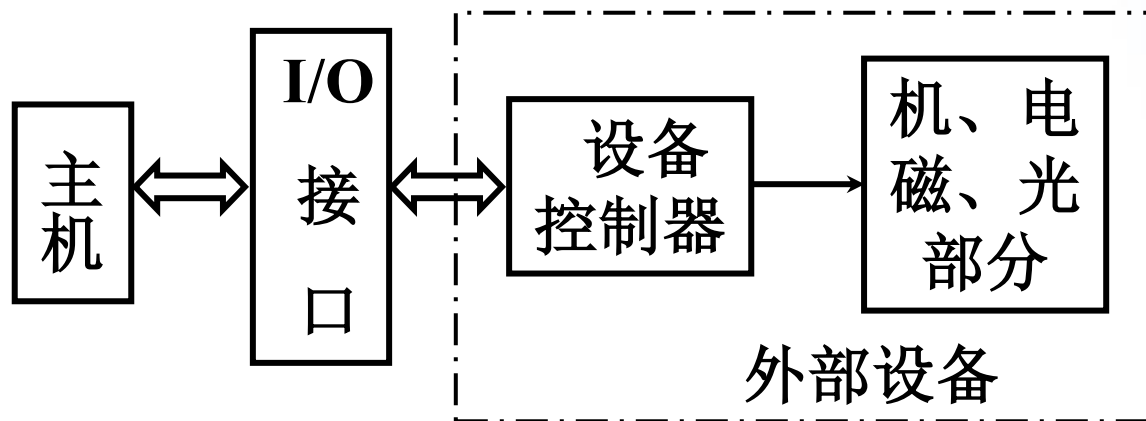 主
机
I/O
接
口
设备
控制器
机、电
磁、光
部分
外部设备